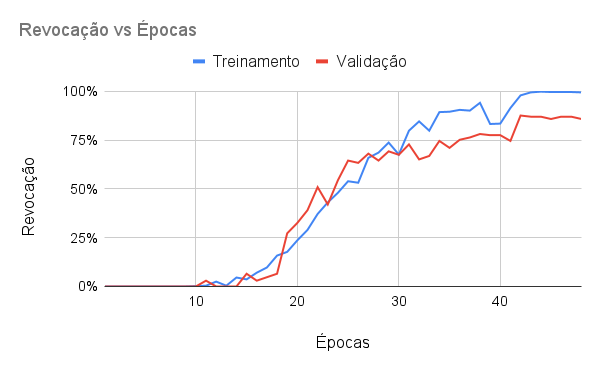 Revocação vs Épocas
Treinamento
Validação
100%
75%
50%
25%
0%
Revocação
10
20
30
40
Épocas